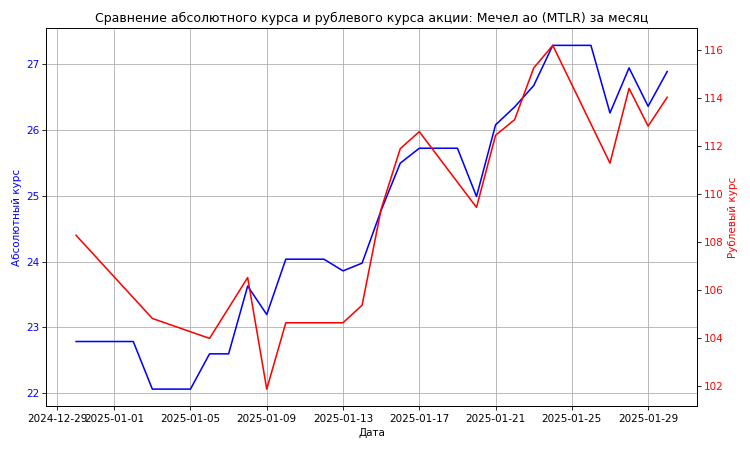 Сравнение абсолютного курса и рублевого курса акции: Мечел ао (MTLR) за месяц
Абсолютный курс
27
26
25
24
23
22
116
114
112
110
108
106
104
102
Рублевый курс
2024-12-29 2025-01-01 2025-01-05 2025-01-09 2025-01-13 2025-01-17 2025-01-21 2025-01-25 2025-01-29
Дата